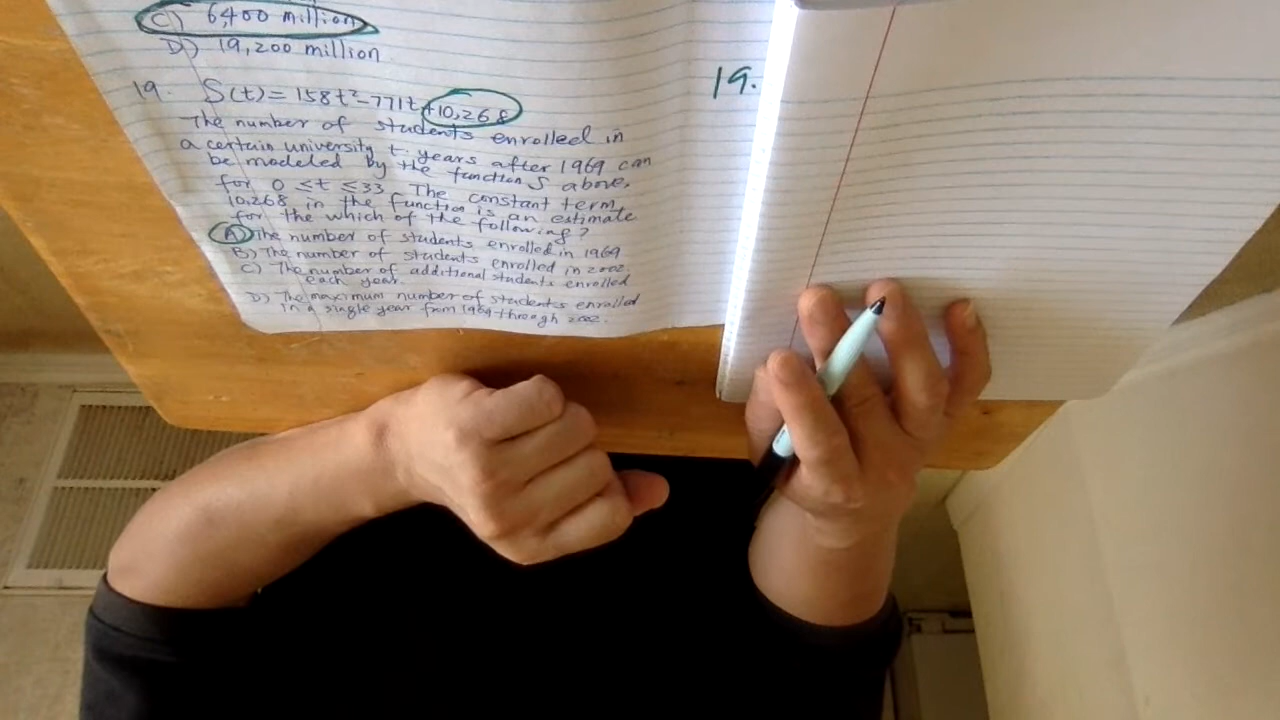 C) 6,400 million
D) 19,200 million
19. S(t) = 158t²-771t+10,268
The number of students enrolled in
a certain university t years after 1969 can
be modeled by the function S above,
for 0 ≤ t ≤ 33. The constant term
10,268 in the function is an estimate
for the which of the following?
A) The number of students enrolled in 1969
B) The number of students enrolled in 2002
C) The number of additional students enrolled
each year.
D) The maximum number of students enrolled
in a single year from 1969 through 2002.
19.